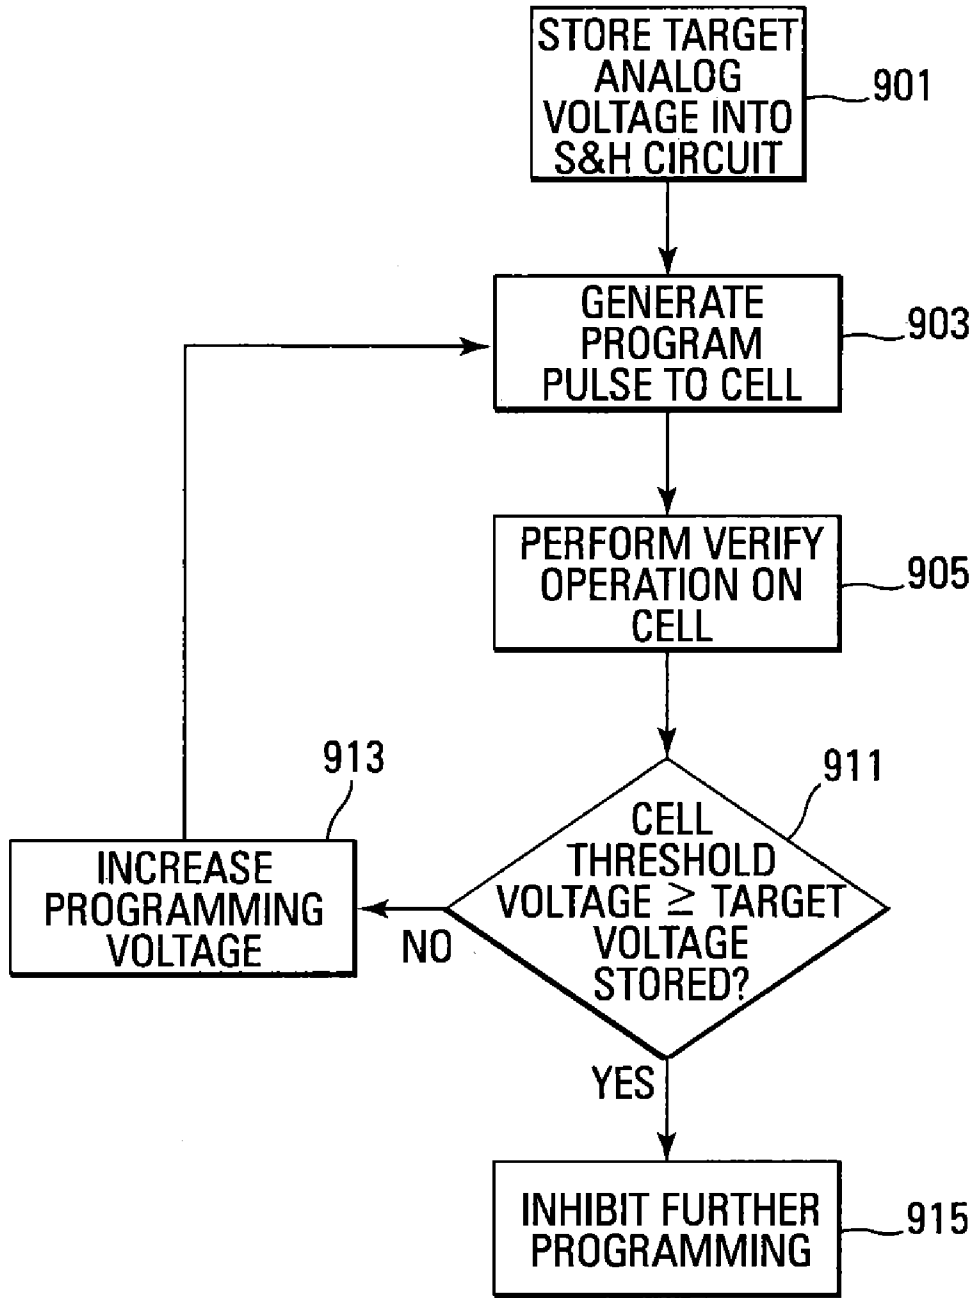 STORE TARGET
ANALOG
VOLTAGE INTO
S&H CIRCUIT
901
GENERATE
PROGRAM
PULSE TO CELL
903
PERFORM VERIFY
OPERATION ON
CELL
905
913
INCREASE
PROGRAMMING
VOLTAGE
911
CELL
THRESHOLD
VOLTAGE ≥ TARGET
VOLTAGE
STORED?
NO
YES
INHIBIT FURTHER
PROGRAMMING
915